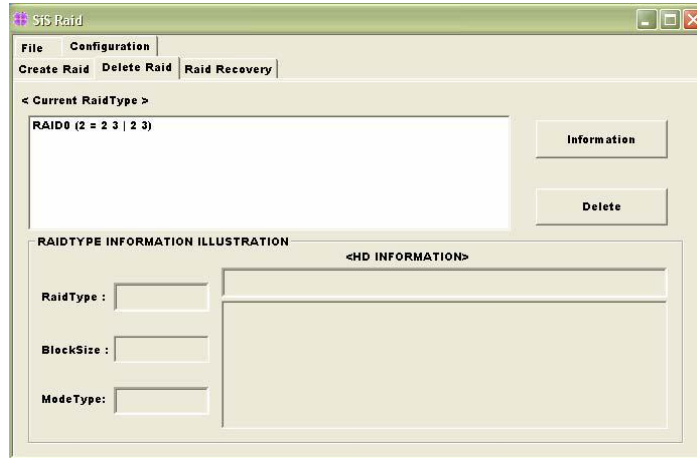 SiS Raid
File Configuration
Create Raid Delete Raid Raid Recovery
< Current RaidType >
RAID0 (2 = 2 3 | 2 3)
Information
Delete
RAIDTYPE INFORMATION ILLUSTRATION
<HD INFORMATION>
RaidType :
BlockSize :
ModeType: